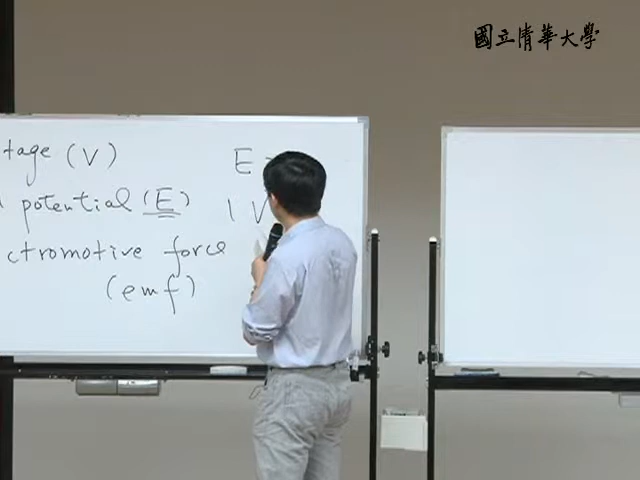 國立清華大學
tage (V)
potential (E)
ctromotive force
(emf)
E =
1 V